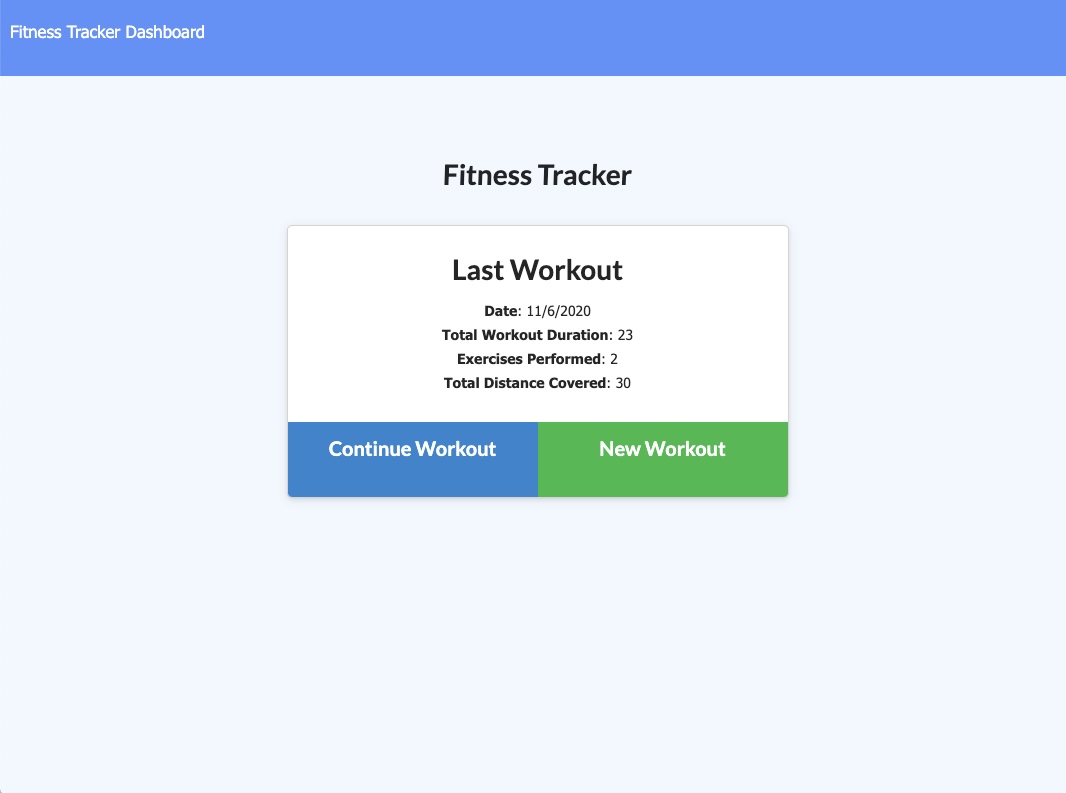 Fitness Tracker Dashboard
Fitness Tracker
Last Workout
Date: 11/6/2020
Total Workout Duration: 23
Exercises Performed: 2
Total Distance Covered: 30
Continue Workout
New Workout